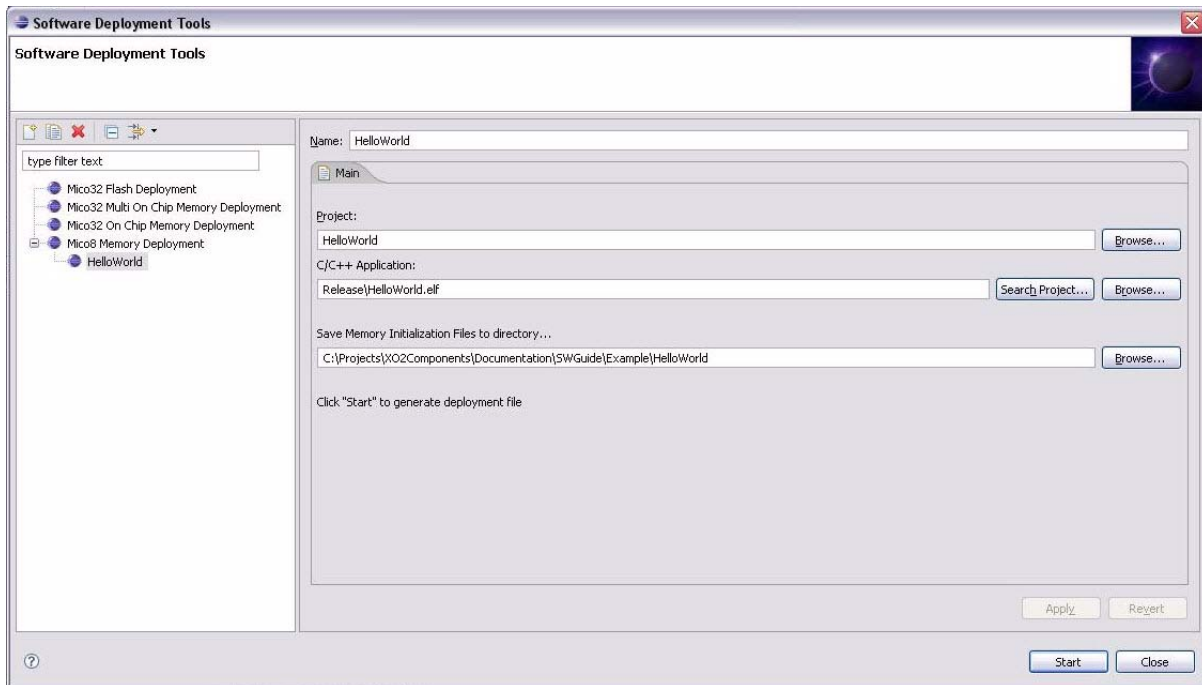 Software Deployment Tools
Software Deployment Tools
type filter text
Mico32 Flash Deployment
Mico32 Multi On Chip Memory Deployment
Mico32 On Chip Memory Deployment
Mico8 Memory Deployment
HelloWorld
Name: HelloWorld
Main
Project:
HelloWorld
Browse...
C/C++ Application:
Release\HelloWorld.elf
Search Project...
Browse...
Save Memory Initialization Files to directory...
C:\Projects\XO2Components\Documentation\SWGuide\Example\HelloWorld
Browse...
Click "Start" to generate deployment file
Apply
Revert
?
Start
Close